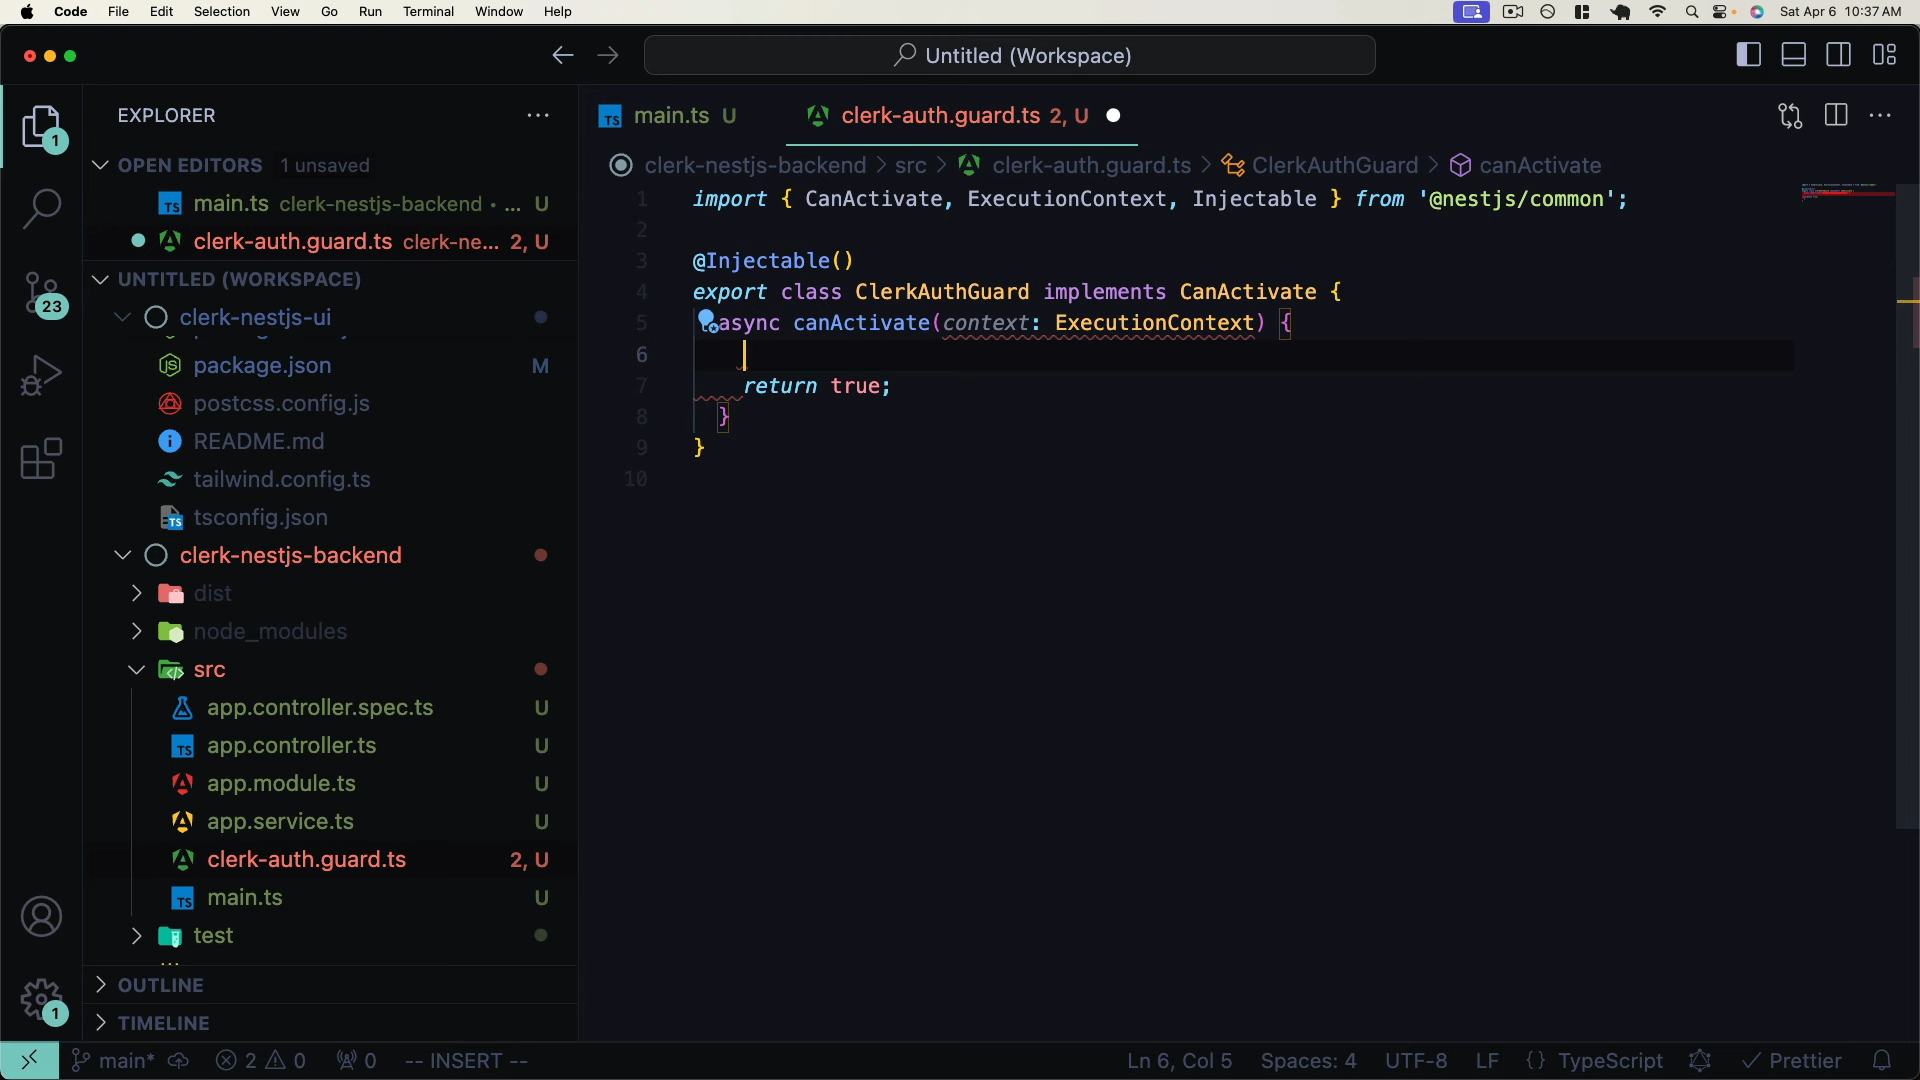 Code File Edit Selection View Go Run Terminal Window Help Sat Apr 6 10:37 AM
Untitled (Workspace)
EXPLORER
1
OPEN EDITORS 1 unsaved
main.ts clerk-nestjs-backend • ... U
clerk-auth.guard.ts clerk-ne... 2, U
UNTITLED (WORKSPACE)
23
clerk-nestjs-ui
package.json M
postcss.config.js
README.md
tailwind.config.ts
tsconfig.json
clerk-nestjs-backend
dist
node_modules
src
app.controller.spec.ts U
app.controller.ts U
app.module.ts U
app.service.ts U
clerk-auth.guard.ts 2, U
main.ts U
test
OUTLINE
1
TIMELINE
main.ts U
clerk-auth.guard.ts 2, U
clerk-nestjs-backend > src > clerk-auth.guard.ts > ClerkAuthGuard > canActivate
1 import { CanActivate, ExecutionContext, Injectable } from '@nestjs/common';
2
3 @Injectable()
4 export class ClerkAuthGuard implements CanActivate {
5 async canActivate(context: ExecutionContext) {
6
7 return true;
8 }
9 }
10
main* 2 0 0 -- INSERT -- Ln 6, Col 5 Spaces: 4 UTF-8 LF {} TypeScript Prettier